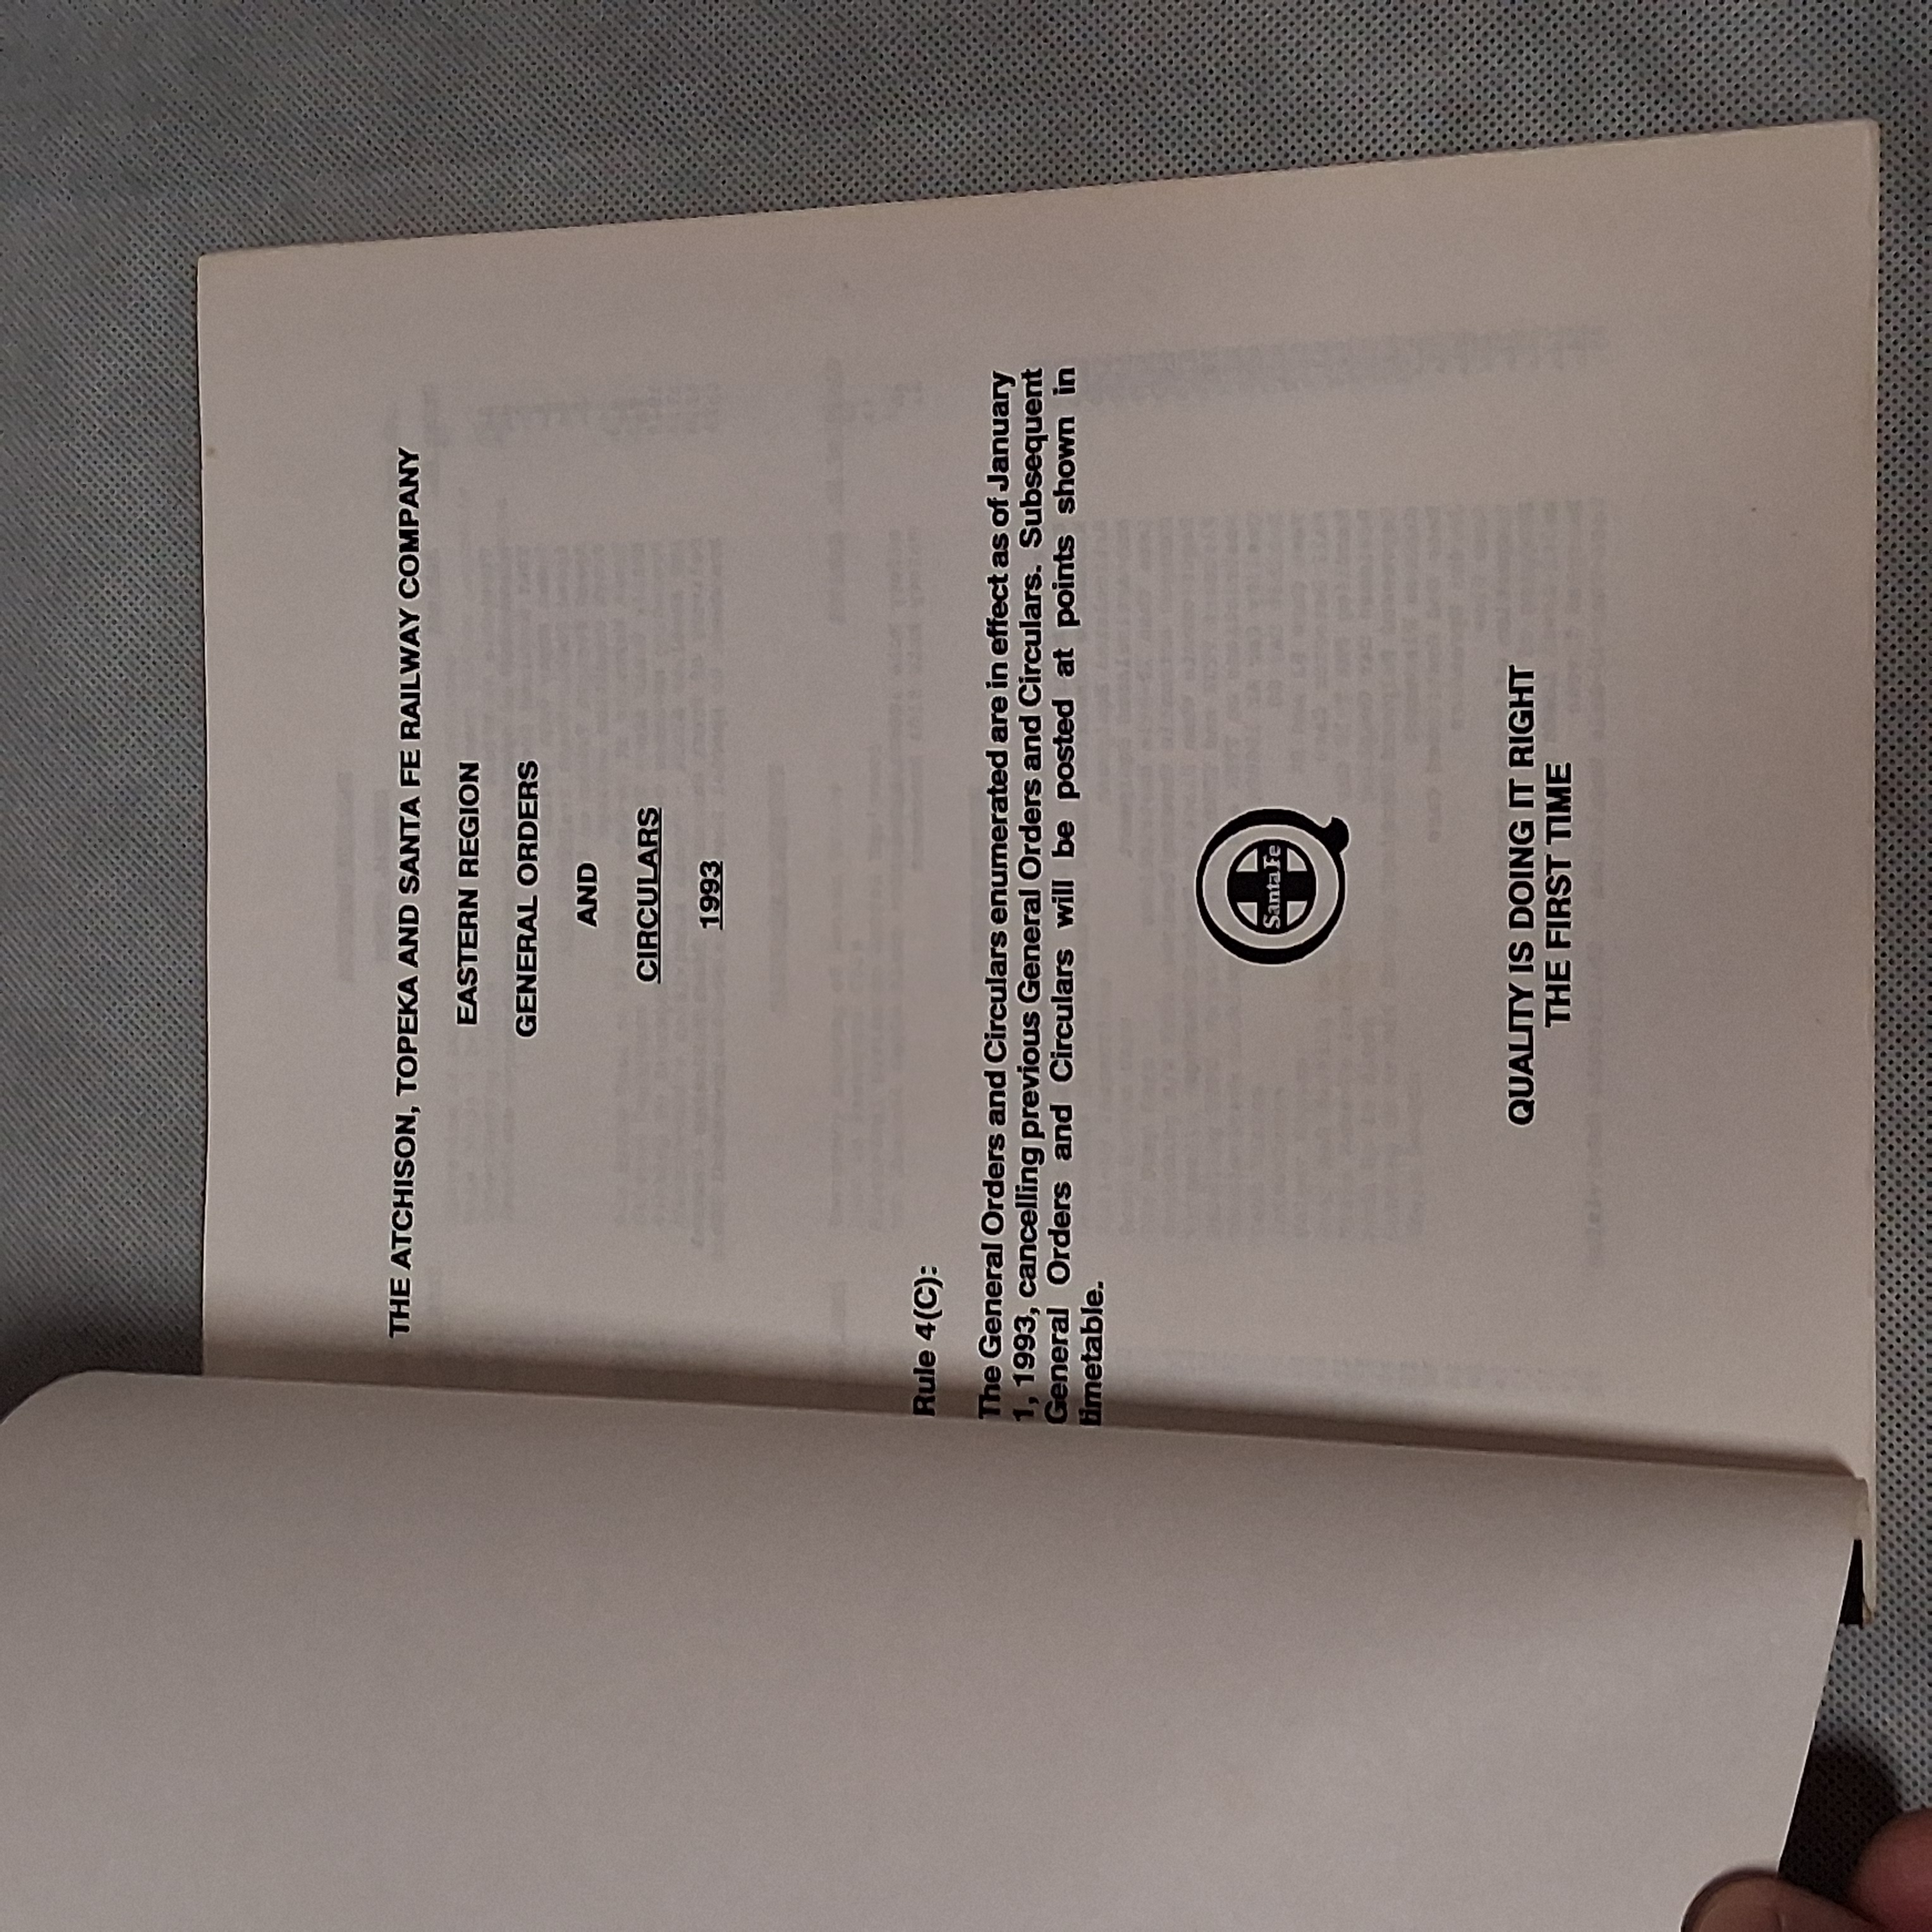 THE ATCHISON, TOPEKA AND SANTA FE RAILWAY COMPANY
EASTERN REGION
GENERAL ORDERS
AND
CIRCULARS
1993
Rule 4(C):
The General Orders and Circulars enumerated are in effect as of January
1, 1993, cancelling previous General Orders and Circulars. Subsequent
General Orders and Circulars will be posted at points shown in
timetable.
Santa Fe
QUALITY IS DOING IT RIGHT
THE FIRST TIME